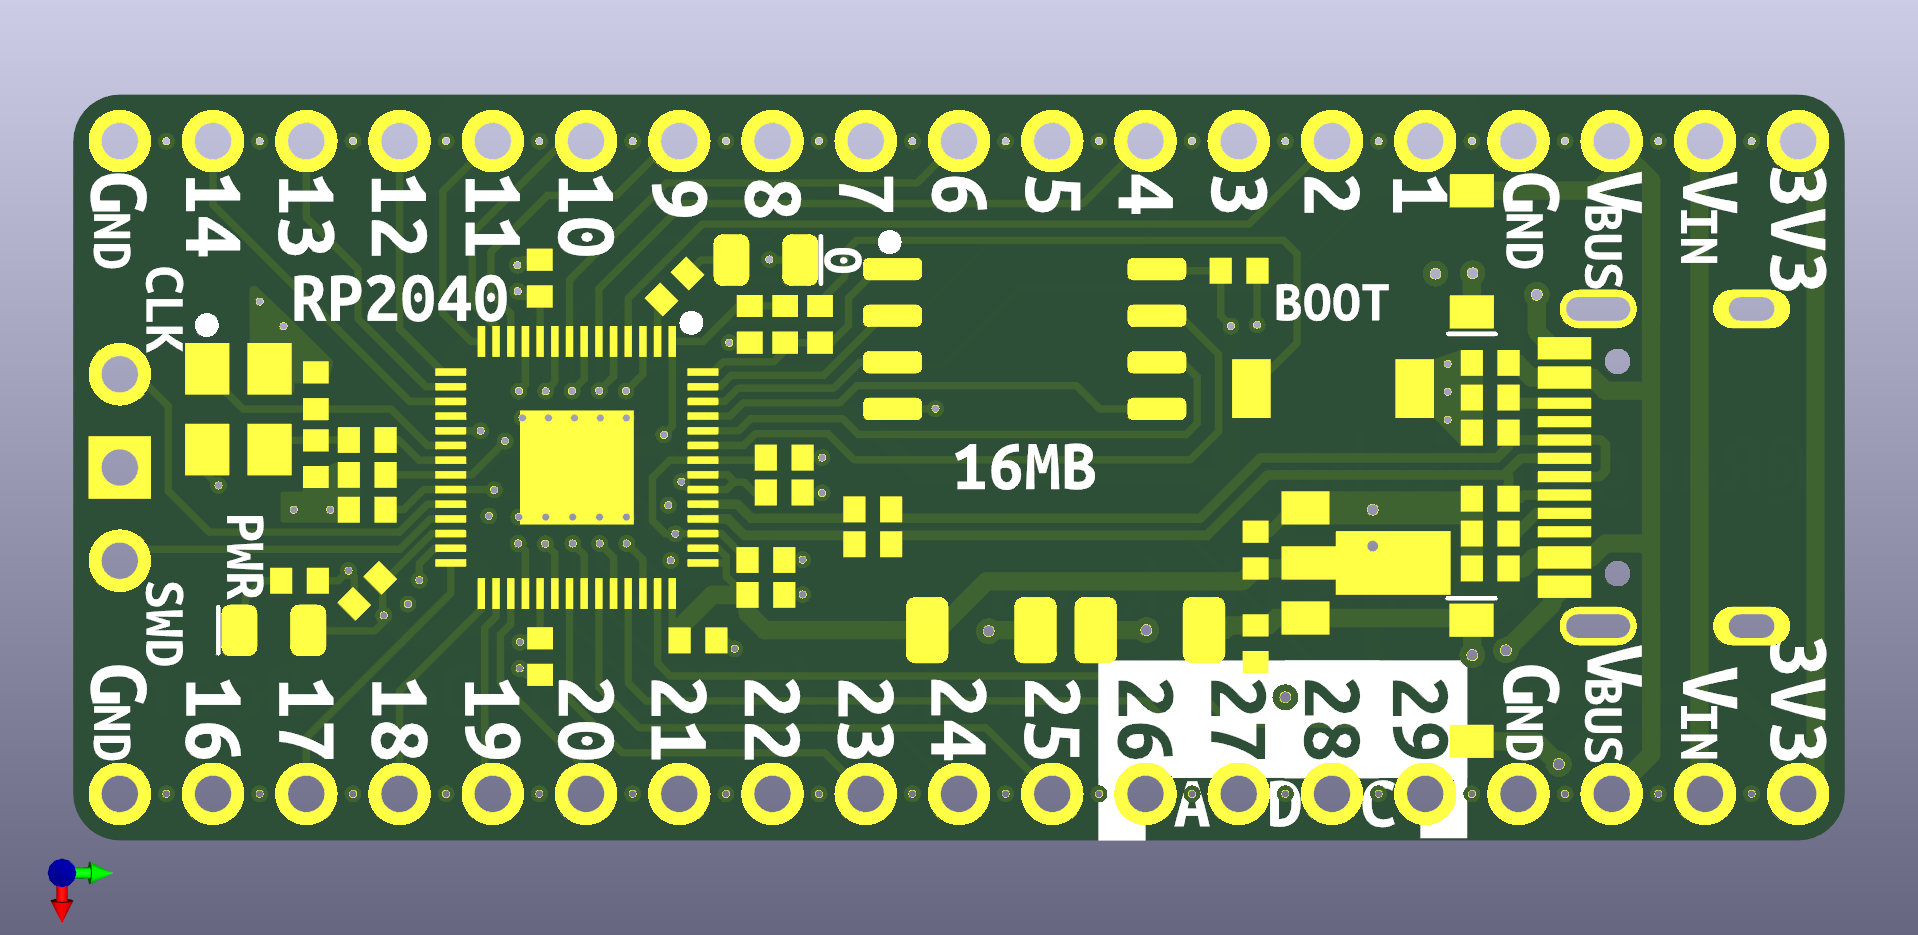 GND 14 13 12 11 10 9 8 7 6 5 4 3 2 1 GND VBUS VIN 3V3
CLK
RP2040
0
BOOT
16MB
PWR
SWD
GND 16 17 18 19 20 21 22 23 24 25 26 27 28 29 GND VBUS VIN 3V3
A D C